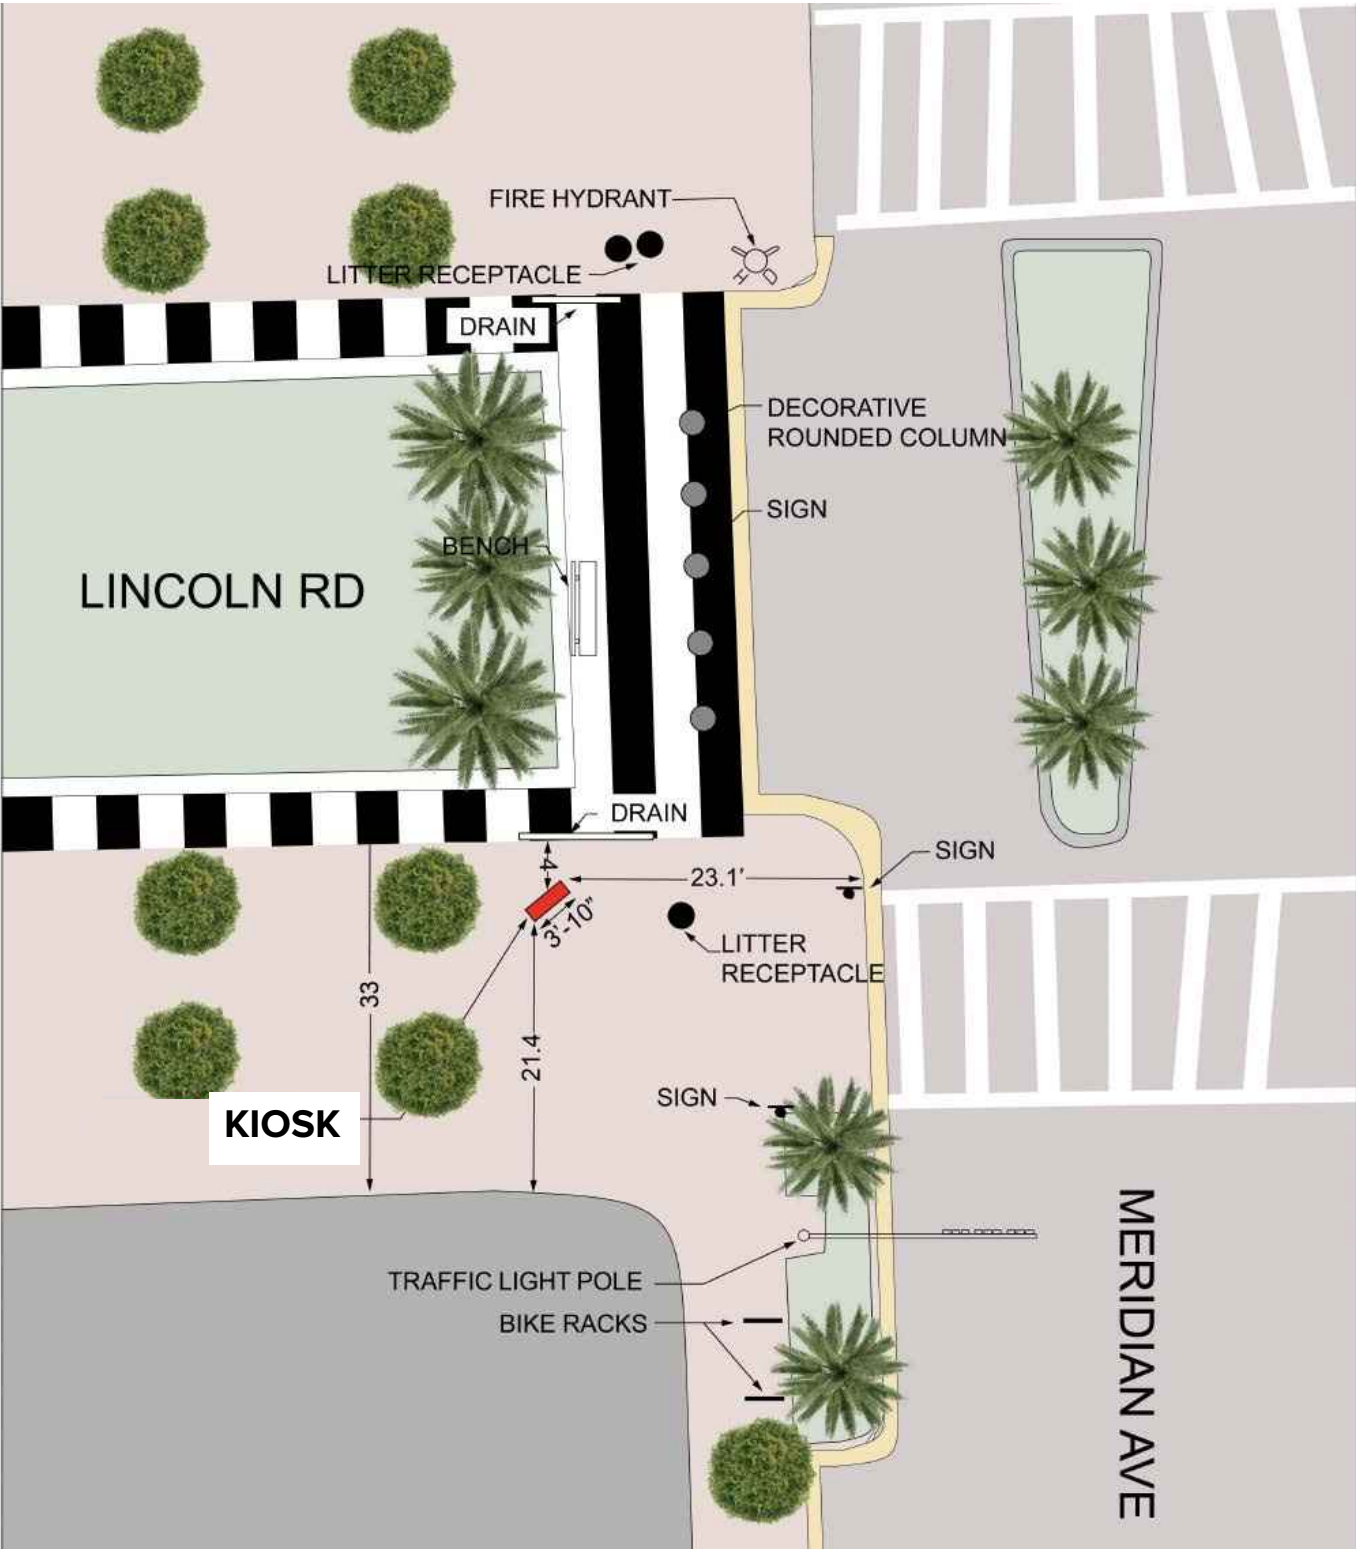 FIRE HYDRANT
LITTER RECEPTACLE
DRAIN
DECORATIVE
ROUNDED COLUMN
SIGN
BENCH
LINCOLN RD
DRAIN
SIGN
4'
23.1'
3'-10"
LITTER
RECEPTACLE
33
21.4
SIGN
KIOSK
MERIDIAN AVE
TRAFFIC LIGHT POLE
BIKE RACKS